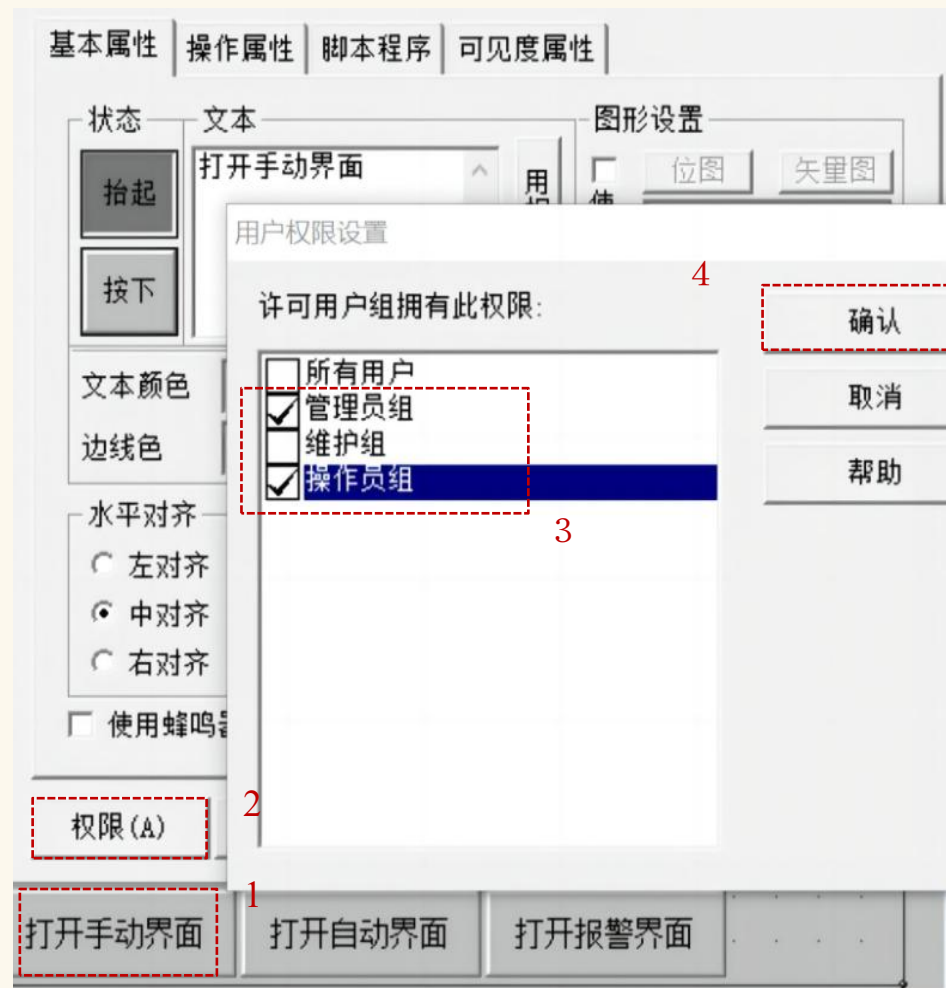 基本属性 操作属性 脚本程序 可见度属性
状态 文本 图形设置
抬起
打开手动界面
用
位图 矢量图
使
按下
用户权限设置
4
许可用户组拥有此权限:
确认
所有用户
管理员组
维护组
操作员组
取消
帮助
3
文本颜色
边线色
水平对齐
左对齐
中对齐
右对齐
使用蜂鸣
2
权限(A)
1
打开手动界面 打开自动界面 打开报警界面